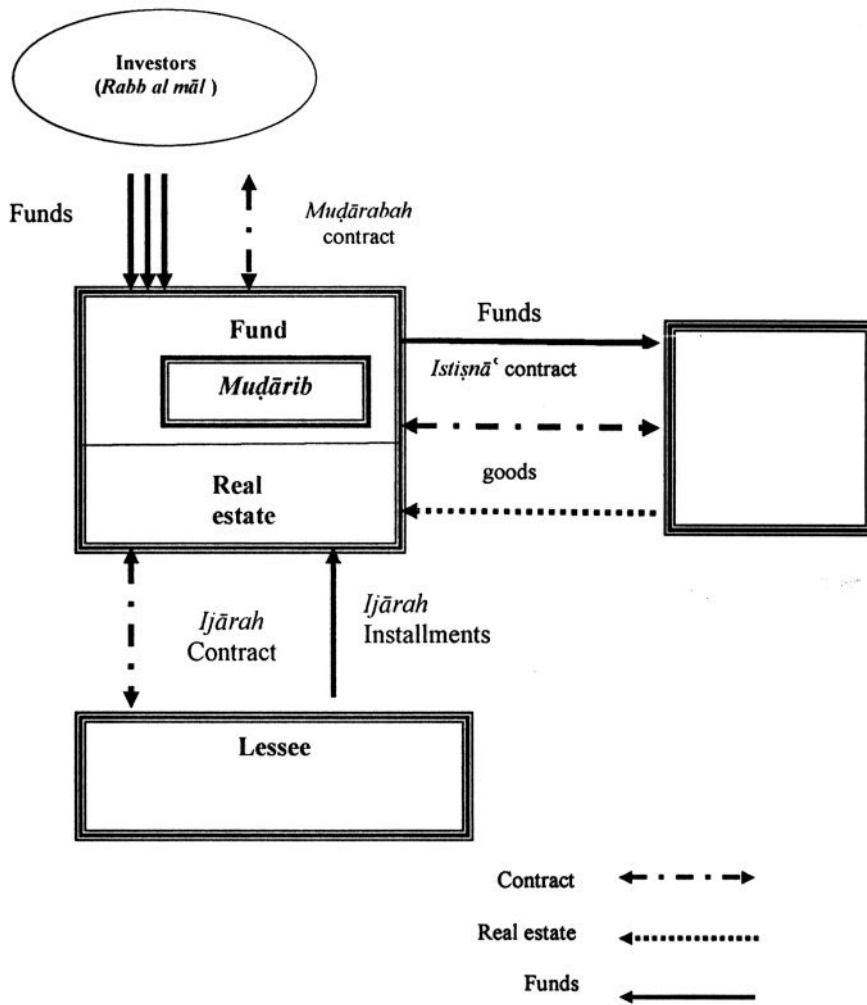 Investors
(Rabb al māl )
Funds
Muḍārabah
contract
Fund
Muḍārib
Real
estate
Funds
Istiṣnāʿ contract
goods
Ijārah
Contract
Ijārah
Installments
Lessee
Contract
Real estate
Funds